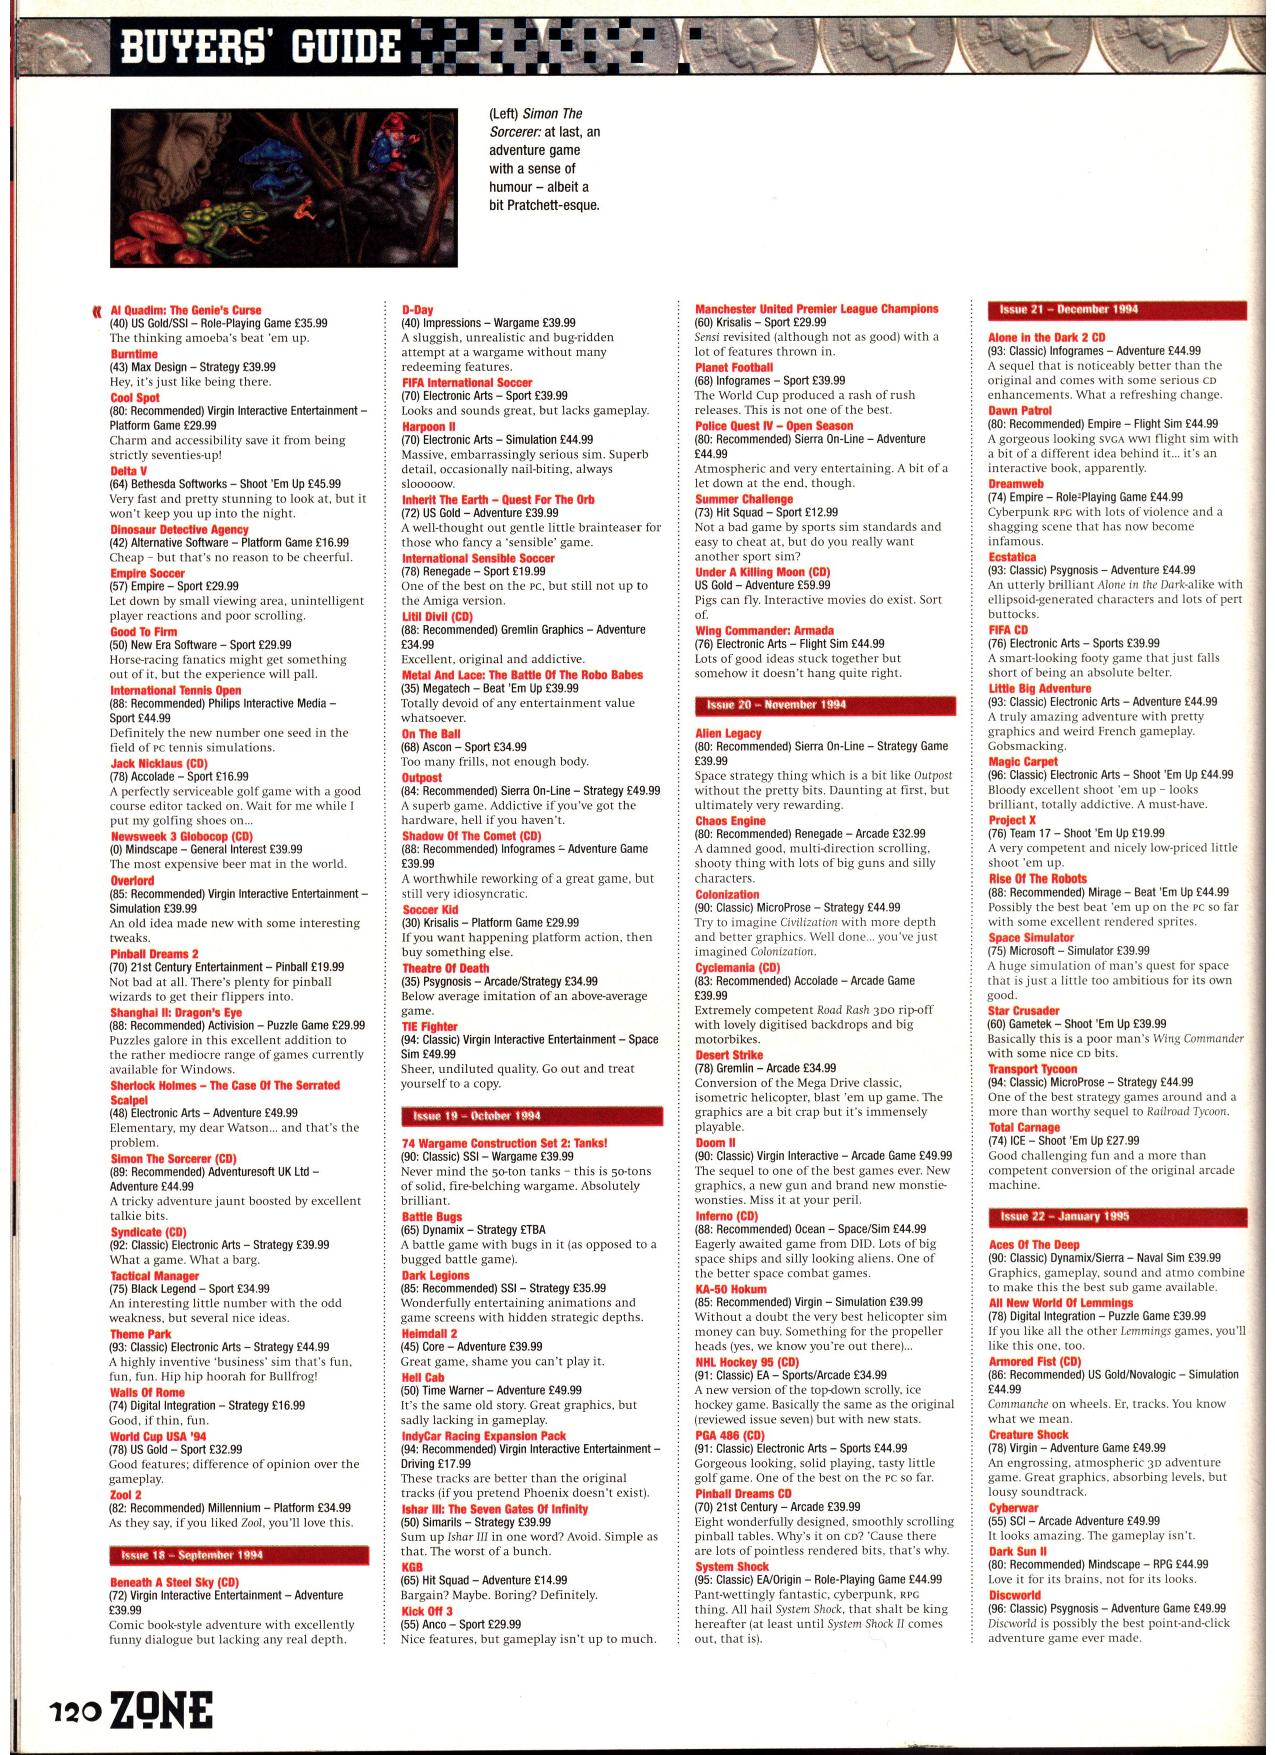 BUYERS' GUIDE
(Left) Simon The
Sorcerer: at last, an
adventure game
with a sense of
humour – albeit a
bit Pratchett-esque.
«
Al Quadim: The Genie's Curse
(40) US Gold/SSI – Role-Playing Game £35.99
The thinking amoeba's beat 'em up.
Burntime
(43) Max Design – Strategy £39.99
Hey, it's just like being there.
Cool Spot
(80: Recommended) Virgin Interactive Entertainment –
Platform Game £29.99
Charm and accessibility save it from being
strictly seventies-up!
Delta V
(64) Bethesda Softworks – Shoot 'Em Up £45.99
Very fast and pretty stunning to look at, but it
won't keep you up into the night.
Dinosaur Detective Agency
(42) Alternative Software – Platform Game £16.99
Cheap – but that's no reason to be cheerful.
Empire Soccer
(57) Empire – Sport £29.99
Let down by small viewing area, unintelligent
player reactions and poor scrolling.
Good To Firm
(50) New Era Software – Sport £29.99
Horse-racing fanatics might get something
out of it, but the experience will pall.
International Tennis Open
(88: Recommended) Philips Interactive Media –
Sport £44.99
Definitely the new number one seed in the
field of PC tennis simulations.
Jack Nicklaus (CD)
(78) Accolade – Sport £16.99
A perfectly serviceable golf game with a good
course editor tacked on. Wait for me while I
put my golfing shoes on...
Newsweek 3 Globocop (CD)
(0) Mindscape – General Interest £39.99
The most expensive beer mat in the world.
Overlord
(85: Recommended) Virgin Interactive Entertainment –
Simulation £39.99
An old idea made new with some interesting
tweaks.
Pinball Dreams 2
(70) 21st Century Entertainment – Pinball £19.99
Not bad at all. There's plenty for pinball
wizards to get their flippers into.
Shanghai II: Dragon's Eye
(88: Recommended) Activision – Puzzle Game £29.99
Puzzles galore in this excellent addition to
the rather mediocre range of games currently
available for Windows.
Sherlock Holmes – The Case Of The Serrated
Scalpel
(48) Electronic Arts – Adventure £49.99
Elementary, my dear Watson... and that's the
problem.
Simon The Sorcerer (CD)
(89: Recommended) Adventuresoft UK Ltd –
Adventure £44.99
A tricky adventure jaunt boosted by excellent
talkie bits.
Syndicate (CD)
(92: Classic) Electronic Arts – Strategy £39.99
What a game. What a barg.
Tactical Manager
(75) Black Legend – Sport £34.99
An interesting little number with the odd
weakness, but several nice ideas.
Theme Park
(93: Classic) Electronic Arts – Strategy £44.99
A highly inventive 'business' sim that's fun,
fun, fun. Hip hip hoorah for Bullfrog!
Walls Of Rome
(74) Digital Integration – Strategy £16.99
Good, if thin, fun.
World Cup USA '94
(78) US Gold – Sport £32.99
Good features; difference of opinion over the
gameplay.
Zool 2
(82: Recommended) Millennium – Platform £34.99
As they say, if you liked Zool, you'll love this.
Issue 18 – September 1994
Beneath A Steel Sky (CD)
(72) Virgin Interactive Entertainment – Adventure
£39.99
Comic book-style adventure with excellently
funny dialogue but lacking any real depth.
D-Day
(40) Impressions – Wargame £39.99
A sluggish, unrealistic and bug-ridden
attempt at a wargame without many
redeeming features.
FIFA International Soccer
(70) Electronic Arts – Sport £39.99
Looks and sounds great, but lacks gameplay.
Harpoon II
(70) Electronic Arts – Simulation £44.99
Massive, embarrassingly serious sim. Superb
detail, occasionally nail-biting, always
slooooow.
Inherit The Earth – Quest For The Orb
(72) US Gold – Adventure £39.99
A well-thought out gentle little brainteaser for
those who fancy a 'sensible' game.
International Sensible Soccer
(78) Renegade – Sport £19.99
One of the best on the PC, but still not up to
the Amiga version.
Litil Divil (CD)
(88: Recommended) Gremlin Graphics – Adventure
£34.99
Excellent, original and addictive.
Metal And Lace: The Battle Of The Robo Babes
(35) Megatech – Beat 'Em Up £39.99
Totally devoid of any entertainment value
whatsoever.
On The Ball
(68) Ascon – Sport £34.99
Too many frills, not enough body.
Outpost
(84: Recommended) Sierra On-Line – Strategy £49.99
A superb game. Addictive if you've got the
hardware, hell if you haven't.
Shadow Of The Comet (CD)
(88: Recommended) Infogrames – Adventure Game
£39.99
A worthwhile reworking of a great game, but
still very idiosyncratic.
Soccer Kid
(30) Krisalis – Platform Game £29.99
If you want happening platform action, then
buy something else.
Theatre Of Death
(35) Psygnosis – Arcade/Strategy £34.99
Below average imitation of an above-average
game.
TIE Fighter
(94: Classic) Virgin Interactive Entertainment – Space
Sim £49.99
Sheer, undiluted quality. Go out and treat
yourself to a copy.
Issue 19 – October 1994
74 Wargame Construction Set 2: Tanks!
(90: Classic) SSI – Wargame £39.99
Never mind the 50-ton tanks – this is 50-tons
of solid, fire-belching wargame. Absolutely
brilliant.
Battle Bugs
(65) Dynamix – Strategy £TBA
A battle game with bugs in it (as opposed to a
bugged battle game).
Dark Legions
(85: Recommended) SSI – Strategy £35.99
Wonderfully entertaining animations and
game screens with hidden strategic depths.
Heimdall 2
(45) Core – Adventure £39.99
Great game, shame you can't play it.
Hell Cab
(50) Time Warner – Adventure £49.99
It's the same old story. Great graphics, but
sadly lacking in gameplay.
IndyCar Racing Expansion Pack
(94: Recommended) Virgin Interactive Entertainment –
Driving £17.99
These tracks are better than the original
tracks (if you pretend Phoenix doesn't exist).
Ishar III: The Seven Gates Of Infinity
(50) Simarils – Strategy £39.99
Sum up Ishar III in one word? Avoid. Simple as
that. The worst of a bunch.
KGB
(65) Hit Squad – Adventure £14.99
Bargain? Maybe. Boring? Definitely.
Kick Off 3
(55) Anco – Sport £29.99
Nice features, but gameplay isn't up to much.
Manchester United Premier League Champions
(60) Krisalis – Sport £29.99
Sensi revisited (although not as good) with a
lot of features thrown in.
Planet Football
(68) Infogrames – Sport £39.99
The World Cup produced a rash of rush
releases. This is not one of the best.
Police Quest IV – Open Season
(80: Recommended) Sierra On-Line – Adventure
£44.99
Atmospheric and very entertaining. A bit of a
let down at the end, though.
Summer Challenge
(73) Hit Squad – Sport £12.99
Not a bad game by sports sim standards and
easy to cheat at, but do you really want
another sport sim?
Under A Killing Moon (CD)
US Gold – Adventure £59.99
Pigs can fly. Interactive movies do exist. Sort
of.
Wing Commander: Armada
(76) Electronic Arts – Flight Sim £44.99
Lots of good ideas stuck together but
somehow it doesn't hang quite right.
Issue 20 – November 1994
Alien Legacy
(80: Recommended) Sierra On-Line – Strategy Game
£39.99
Space strategy thing which is a bit like Outpost
without the pretty bits. Daunting at first, but
ultimately very rewarding.
Chaos Engine
(80: Recommended) Renegade – Arcade £32.99
A damned good, multi-direction scrolling,
shooty thing with lots of big guns and silly
characters.
Colonization
(90: Classic) MicroProse – Strategy £44.99
Try to imagine Civilization with more depth
and better graphics... Well done... you've just
imagined Colonization.
Cyclemania (CD)
(83: Recommended) Accolade – Arcade Game
£39.99
Extremely competent Road Rash 3DO rip-off
with lovely digitised backdrops and big
motorbikes.
Desert Strike
(78) Gremlin – Arcade £34.99
Conversion of the Mega Drive classic,
isometric helicopter, blast 'em up game. The
graphics are a bit crap but it's immensely
playable.
Doom II
(90: Classic) Virgin Interactive – Arcade Game £49.99
The sequel to one of the best games ever. New
graphics, a new gun and brand new monstie-
wonsties. Miss it at your peril.
Inferno (CD)
(88: Recommended) Ocean – Space/Sim £44.99
Eagerly awaited game from DID. Lots of big
space ships and silly looking aliens. One of
the better space combat games.
KA-50 Hokum
(85: Recommended) Virgin – Simulation £39.99
Without a doubt the very best helicopter sim
money can buy. Something for the propeller
heads (yes, we know you're out there)...
NHL Hockey 95 (CD)
(91: Classic) EA – Sports/Arcade £34.99
A new version of the top-down scrolly, ice
hockey game. Basically the same as the original
(reviewed issue seven) but with new stats.
PGA 486 (CD)
(91: Classic) Electronic Arts – Sports £44.99
Gorgeous looking, solid playing, tasty little
golf game. One of the best on the PC so far.
Pinball Dreams CD
(70) 21st Century – Arcade £39.99
Eight wonderfully designed, smoothly scrolling
pinball tables. Why's it on CD? 'Cause there
are lots of pointless rendered bits, that's why.
System Shock
(95: Classic) EA/Origin – Role-Playing Game £44.99
Pant-wettingly fantastic, cyberpunk, RPG
thing. All hail System Shock, that shalt be king
hereafter (at least until System Shock II comes
out, that is).
Issue 21 – December 1994
Alone in the Dark 2 CD
(93: Classic) Infogrames – Adventure £44.99
A sequel that is noticeably better than the
original and comes with some serious CD
enhancements. What a refreshing change.
Dawn Patrol
(80: Recommended) Empire – Flight Sim £44.99
A gorgeous looking SVGA WWI flight sim with
a bit of a different idea behind it... it's an
interactive book, apparently.
Dreamweb
(74) Empire – Role-Playing Game £44.99
Cyberpunk RPG with lots of violence and a
shagging scene that has now become
infamous.
Ecstatica
(93: Classic) Psygnosis – Adventure £44.99
An utterly brilliant Alone in the Dark-alike with
ellipsoid-generated characters and lots of pert
buttocks.
FIFA CD
(76) Electronic Arts – Sports £39.99
A smart-looking footy game that just falls
short of being an absolute belter.
Little Big Adventure
(93: Classic) Electronic Arts – Adventure £44.99
A truly amazing adventure with pretty
graphics and weird French gameplay.
Gobsmacking.
Magic Carpet
(96: Classic) Electronic Arts – Shoot 'Em Up £44.99
Bloody excellent shoot 'em up – looks
brilliant, totally addictive. A must-have.
Project X
(76) Team 17 – Shoot 'Em Up £19.99
A very competent and nicely low-priced little
shoot 'em up.
Rise Of The Robots
(88: Recommended) Mirage – Beat 'Em Up £44.99
Possibly the best beat 'em up on the PC so far
with some excellent rendered sprites.
Space Simulator
(75) Microsoft – Simulator £39.99
A huge simulation of man's quest for space
that is just a little too ambitious for its own
good.
Star Crusader
(60) Gametek – Shoot 'Em Up £39.99
Basically this is a poor man's Wing Commander
with some nice CD bits.
Transport Tycoon
(94: Classic) MicroProse – Strategy £44.99
One of the best strategy games around and a
more than worthy sequel to Railroad Tycoon.
Total Carnage
(74) ICE – Shoot 'Em Up £27.99
Good challenging fun and a more than
competent conversion of the original arcade
machine.
Issue 22 – January 1995
Aces Of The Deep
(90: Classic) Dynamix/Sierra – Naval Sim £39.99
Graphics, gameplay, sound and atmo combine
to make this the best sub game available.
All New World Of Lemmings
(78) Digital Integration – Puzzle Game £39.99
If you like all the other Lemmings games, you'll
like this one, too.
Armored Fist (CD)
(86: Recommended) US Gold/Novalogic – Simulation
£44.99
Commanche on wheels. Er, tracks. You know
what we mean.
Creature Shock
(78) Virgin – Adventure Game £49.99
An engrossing, atmospheric 3D adventure
game. Great graphics, absorbing levels, but
lousy soundtrack.
Cyberwar
(55) SCI – Arcade Adventure £49.99
It looks amazing. The gameplay isn't.
Dark Sun II
(80: Recommended) Mindscape – RPG £44.99
Love it for its brains, not for its looks.
Discworld
(96: Classic) Psygnosis – Adventure Game £49.99
Discworld is possibly the best point-and-click
adventure game ever made.
120 ZONE